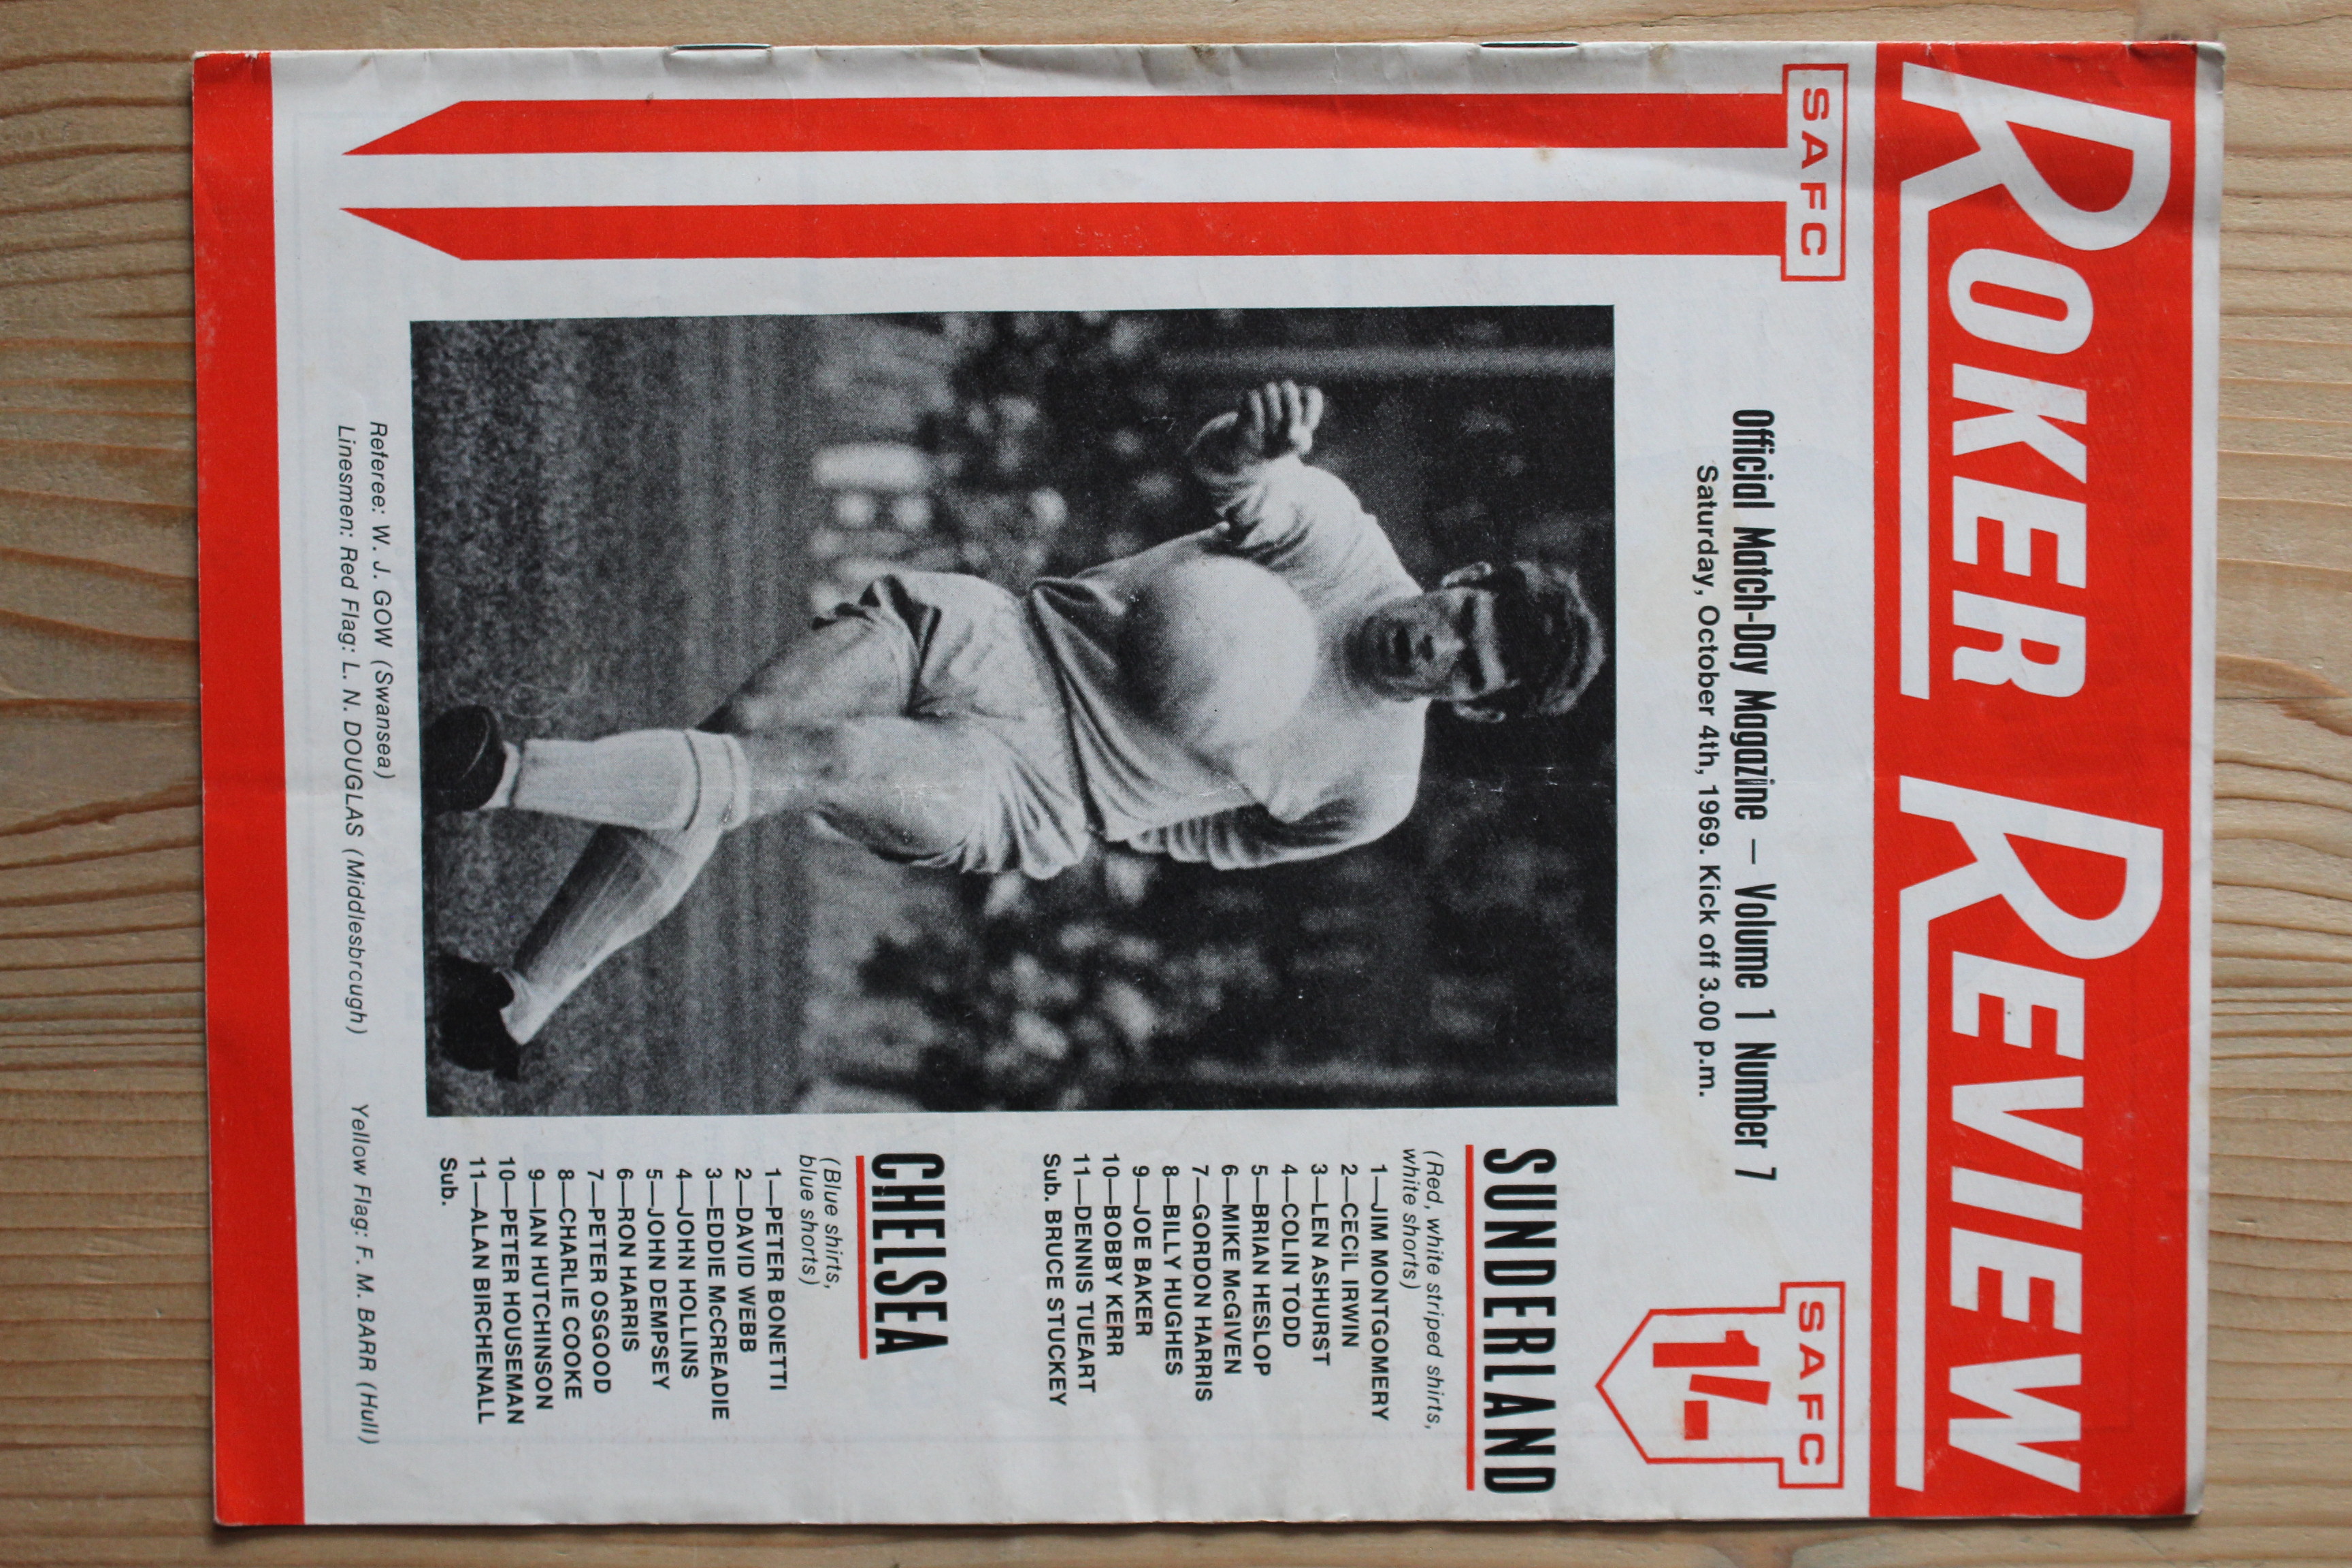 ROKER REVIEW
SAFC
SAFC
1/-
Official Match-Day Magazine — Volume 1 Number 7
Saturday, October 4th, 1969. Kick off 3.00 p.m.
SUNDERLAND
(Red, white striped shirts,
white shorts)
1—JIM MONTGOMERY
2—CECIL IRWIN
3—LEN ASHURST
4—COLIN TODD
5—BRIAN HESLOP
6—MIKE McGIVEN
7—GORDON HARRIS
8—BILLY HUGHES
9—JOE BAKER
10—BOBBY KERR
11—DENNIS TUEART
Sub. BRUCE STUCKEY
CHELSEA
(Blue shirts,
blue shorts)
1—PETER BONETTI
2—DAVID WEBB
3—EDDIE McCREADIE
4—JOHN HOLLINS
5—JOHN DEMPSEY
6—RON HARRIS
7—PETER OSGOOD
8—CHARLIE COOKE
9—IAN HUTCHINSON
10—PETER HOUSEMAN
11—ALAN BIRCHENALL
Sub.
Referee: W. J. GOW (Swansea)
Linesmen: Red Flag: L. N. DOUGLAS (Middlesbrcugh) Yellow Flag: F. M. BARR (Hull)